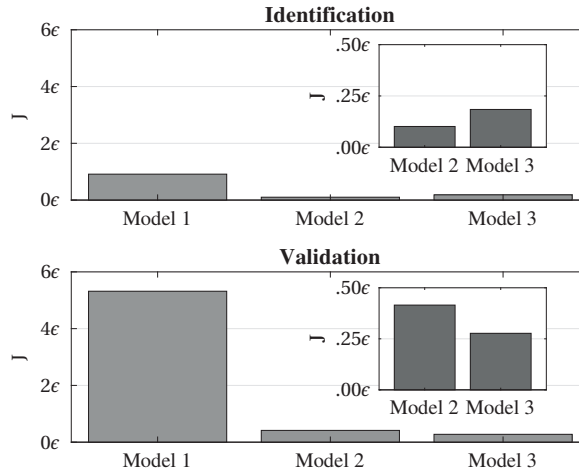 Identification
6ϵ
4ϵ
2ϵ
0ϵ
J
Model 1
Model 2
Model 3
.50ϵ
.25ϵ
.00ϵ
J
Model 2
Model 3
Validation
6ϵ
4ϵ
2ϵ
0ϵ
J
Model 1
Model 2
Model 3
.50ϵ
.25ϵ
.00ϵ
J
Model 2
Model 3